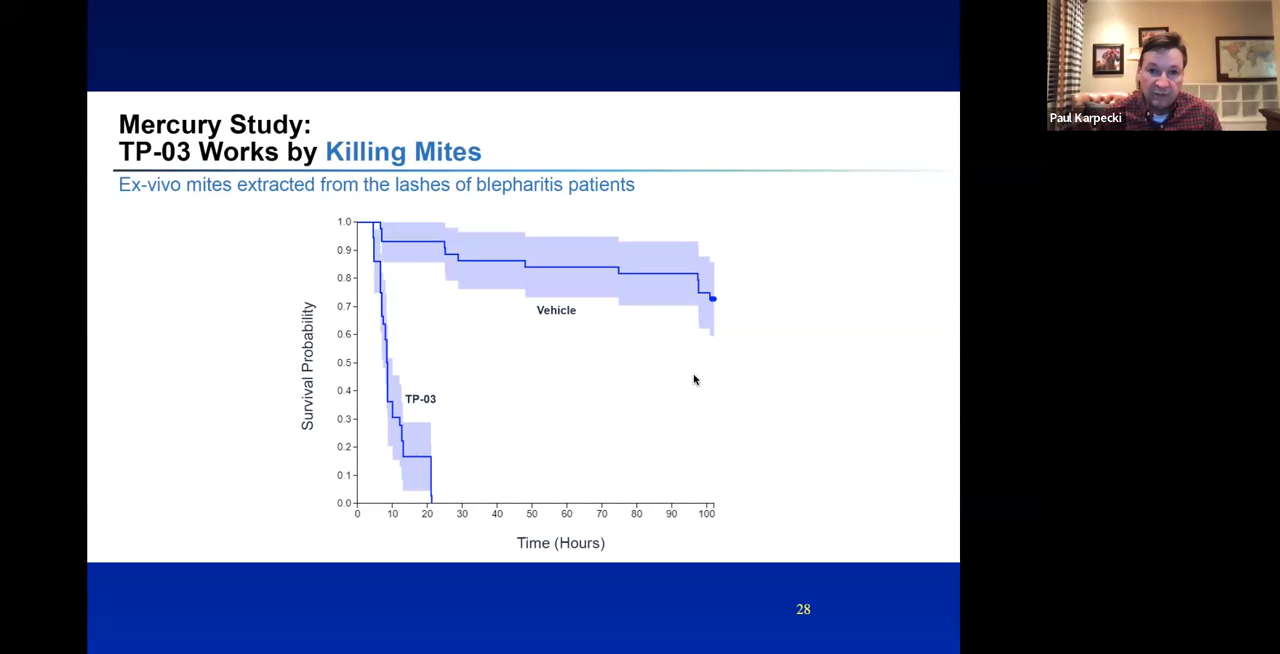 Mercury Study:
TP-03 Works by Killing Mites
Ex-vivo mites extracted from the lashes of blepharitis patients
Survival Probability
1.0
0.9
0.8
0.7
0.6
0.5
0.4
0.3
0.2
0.1
0.0
Vehicle
TP-03
0 10 20 30 40 50 60 70 80 90 100
Time (Hours)
28
Paul Karpecki